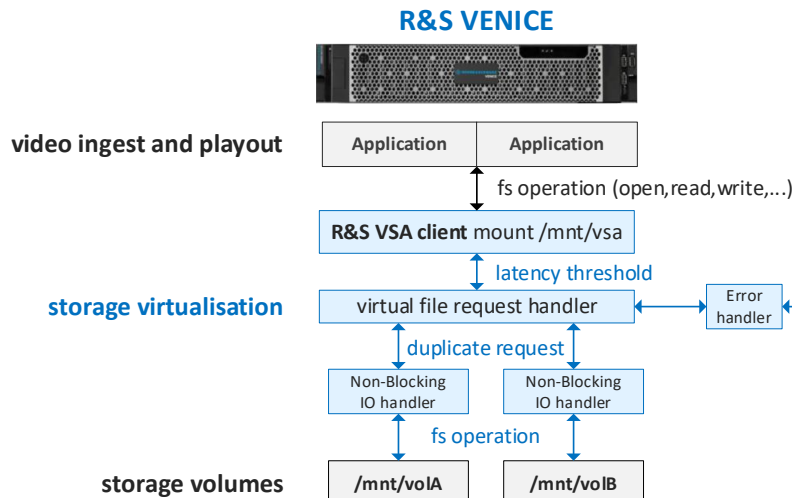 R&S VENICE
video ingest and playout
Application
Application
fs operation (open,read,write,...)
R&S VSA client mount /mnt/vsa
latency threshold
storage virtualisation
virtual file request handler
Error
handler
duplicate request
Non-Blocking
IO handler
Non-Blocking
IO handler
fs operation
storage volumes
/mnt/volA
/mnt/volB